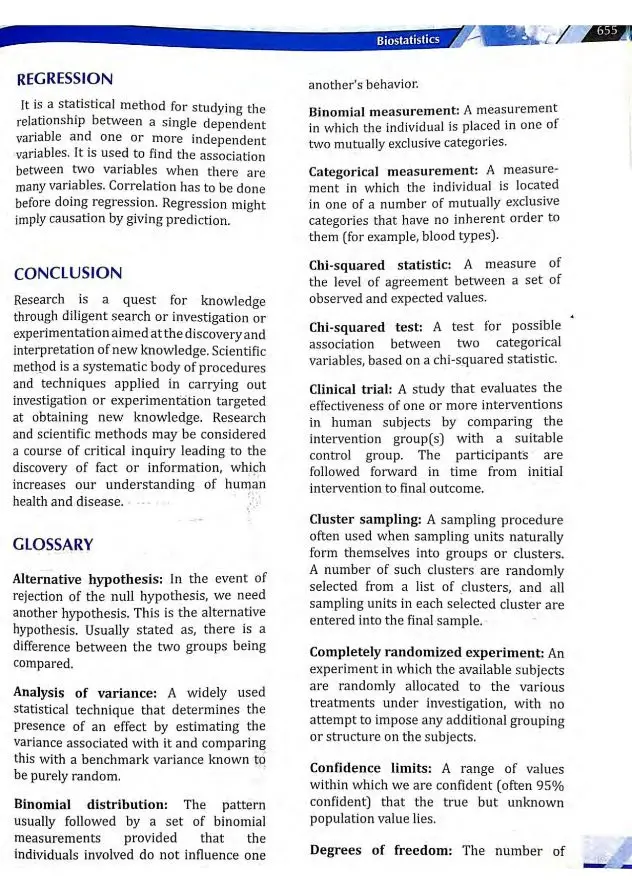 Biostatistics
655
REGRESSION
It is a statistical method for studying the
relationship between a single dependent
variable and one or more independent
variables. It is used to find the association
between two variables when there are
many variables. Correlation has to be done
before doing regression. Regression might
imply causation by giving prediction.
CONCLUSION
Research is a quest for knowledge
through diligent search or investigation or
experimentation aimed at the discovery and
interpretation of new knowledge. Scientific
method is a systematic body of procedures
and techniques applied in carrying out
investigation or experimentation targeted
at obtaining new knowledge. Research
and scientific methods may be considered
a course of critical inquiry leading to the
discovery of fact or information, which
increases our understanding of human
health and disease.
GLOSSARY
Alternative hypothesis: In the event of
rejection of the null hypothesis, we need
another hypothesis. This is the alternative
hypothesis. Usually stated as, there is a
difference between the two groups being
compared.
Analysis of variance: A widely used
statistical technique that determines the
presence of an effect by estimating the
variance associated with it and comparing
this with a benchmark variance known to
be purely random.
Binomial distribution: The pattern
usually followed by a set of binomial
measurements provided that the
individuals involved do not influence one
another's behavior.
Binomial measurement: A measurement
in which the individual is placed in one of
two mutually exclusive categories.
Categorical measurement: A measure-
ment in which the individual is located
in one of a number of mutually exclusive
categories that have no inherent order to
them (for example, blood types).
Chi-squared statistic: A measure of
the level of agreement between a set of
observed and expected values.
Chi-squared test: A test for possible
association between two categorical
variables, based on a chi-squared statistic.
Clinical trial: A study that evaluates the
effectiveness of one or more interventions
in human subjects by comparing the
intervention group(s) with a suitable
control group. The participants are
followed forward in time from initial
intervention to final outcome.
Cluster sampling: A sampling procedure
often used when sampling units naturally
form themselves into groups or clusters.
A number of such clusters are randomly
selected from a list of clusters, and all
sampling units in each selected cluster are
entered into the final sample.
Completely randomized experiment: An
experiment in which the available subjects
are randomly allocated to the various
treatments under investigation, with no
attempt to impose any additional grouping
or structure on the subjects.
Confidence limits: A range of values
within which we are confident (often 95%
confident) that the true but unknown
population value lies.
Degrees of freedom: The number of